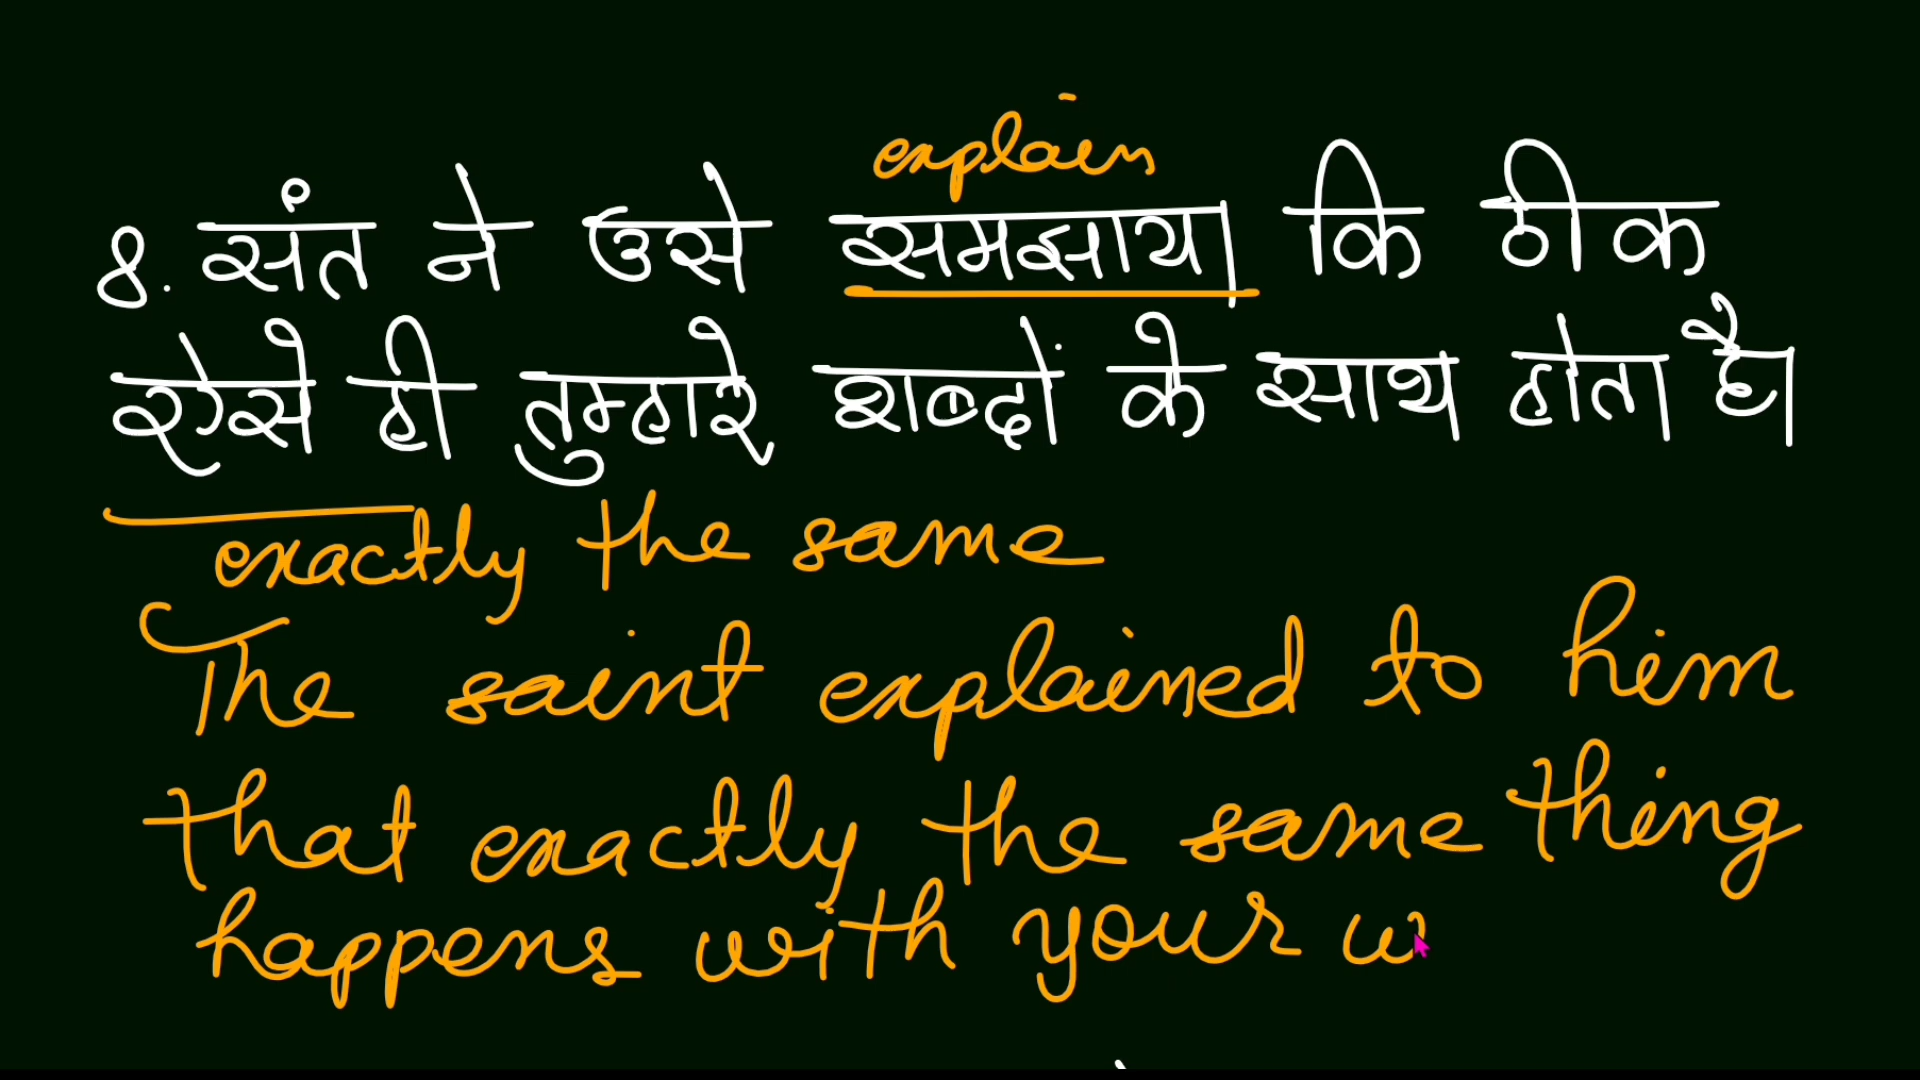 explain
8. संत ने उसे समझाया कि ठीक
ऐसे ही तुम्हारे शब्दों के साथ होता है।
exactly the same
The saint explained to him
that exactly the same thing
happens with your w